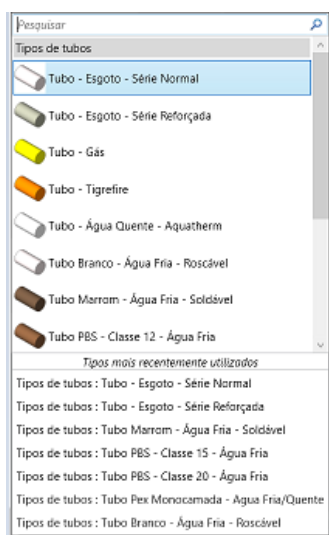 Pesquisar
Tipos de tubos
Tubo - Esgoto - Série Normal
Tubo - Esgoto - Série Reforçada
Tubo - Gás
Tubo - Tigrefire
Tubo - Água Quente - Aquatherm
Tubo Branco - Água Fria - Roscável
Tubo Marrom - Água Fria - Soldável
Tubo PBS - Classe 12 - Água Fria
Tipos mais recentemente utilizados
Tipos de tubos : Tubo - Esgoto - Série Normal
Tipos de tubos : Tubo - Esgoto - Série Reforçada
Tipos de tubos : Tubo Marrom - Água Fria - Soldável
Tipos de tubos : Tubo PBS - Classe 15 - Água Fria
Tipos de tubos : Tubo PBS - Classe 20 - Água Fria
Tipos de tubos : Tubo Pex Monocamada - Agua Fria/Quente
Tipos de tubos : Tubo Branco - Água Fria - Roscável